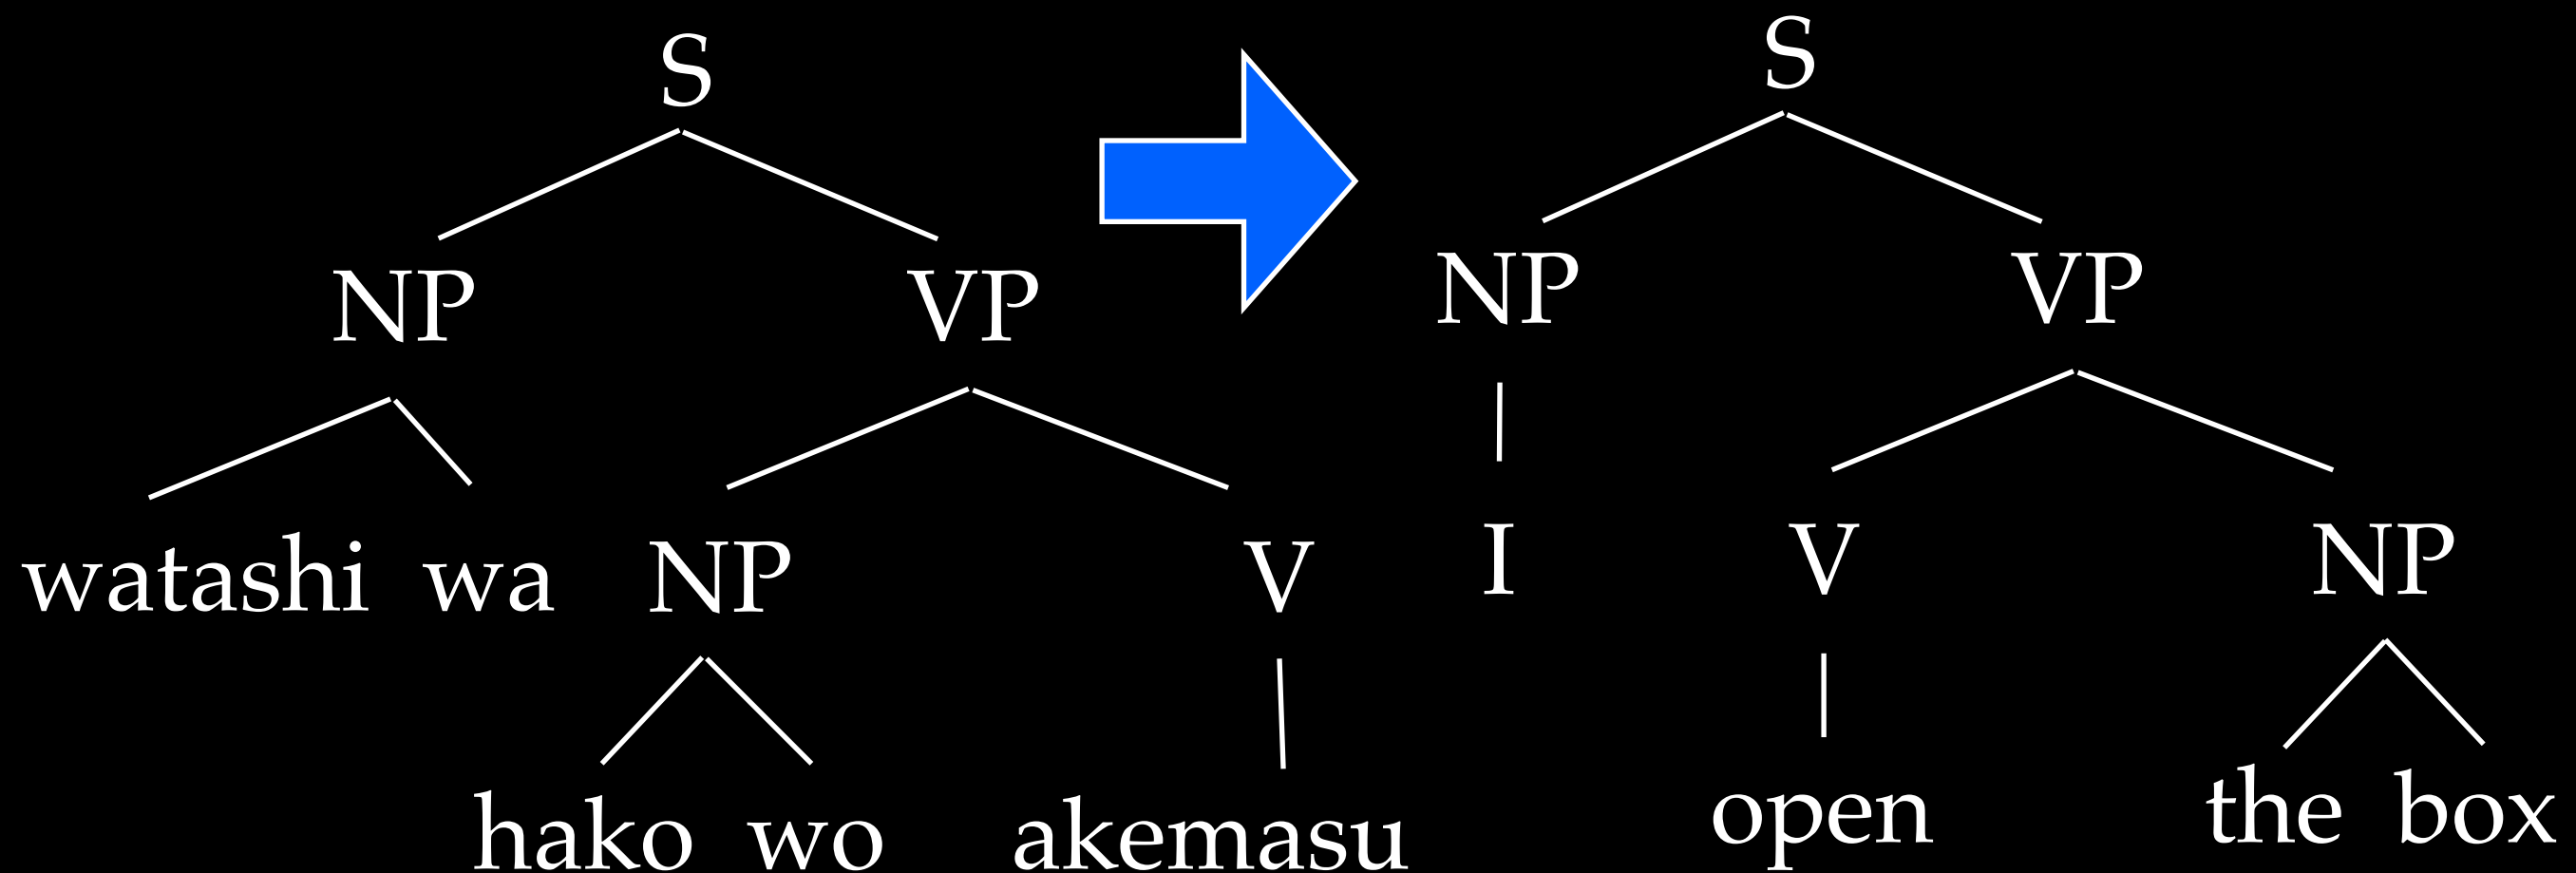 S
NP VP
watashi wa NP V
hako wo akemasu
S
NP VP
I V NP
open the box